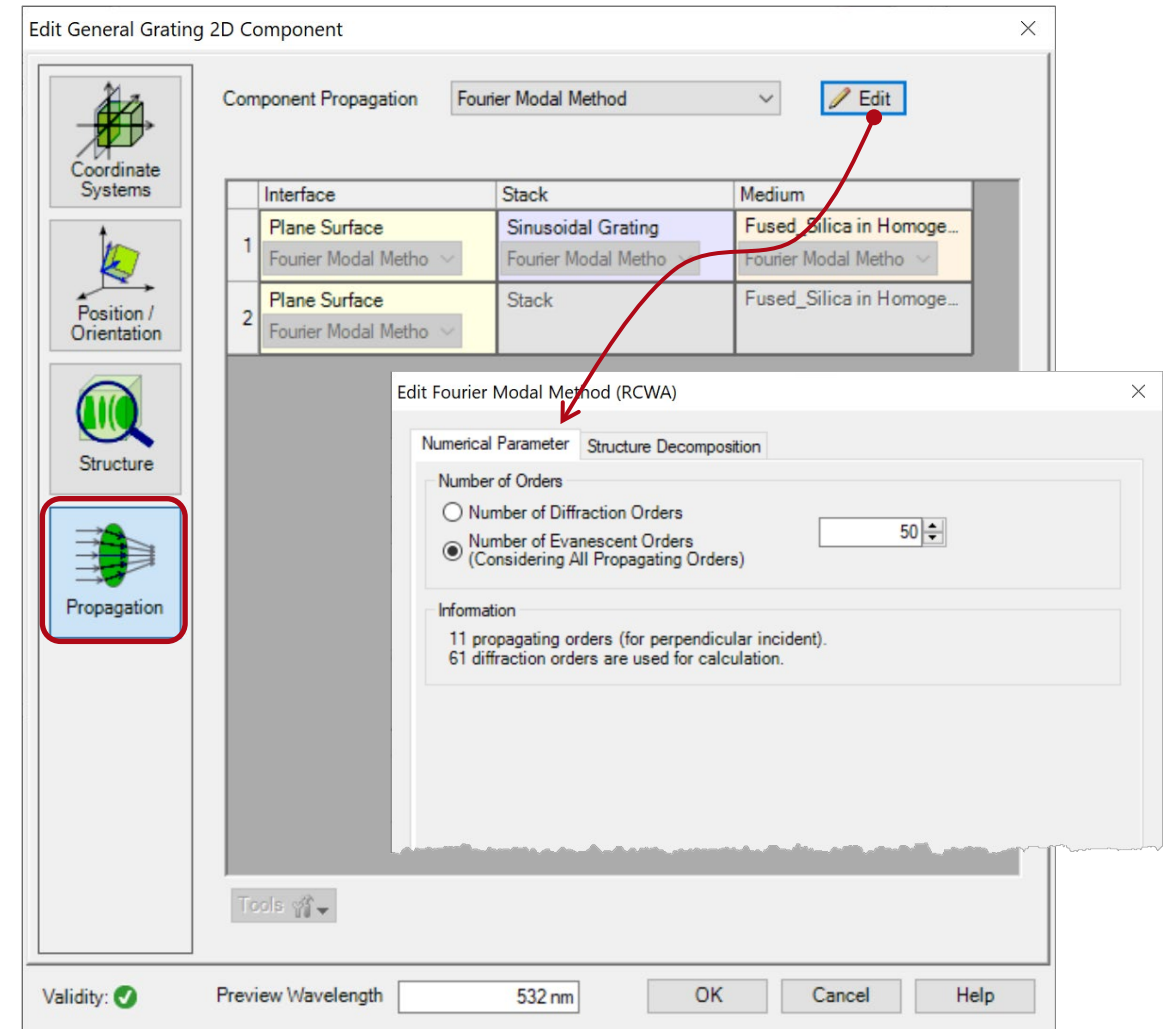 Edit General Grating 2D Component
Coordinate
Systems
Position /
Orientation
Structure
Propagation
Component Propagation
Fourier Modal Method
Edit
Interface
Stack
Medium
1
Plane Surface
Sinusoidal Grating
Fused_Silica in Homoge...
Fourier Modal Metho
Fourier Modal Metho
Fourier Modal Metho
2
Plane Surface
Stack
Fused_Silica in Homoge...
Fourier Modal Metho
Edit Fourier Modal Method (RCWA)
Numerical Parameter
Structure Decomposition
Number of Orders
Number of Diffraction Orders
Number of Evanescent Orders
(Considering All Propagating Orders)
50
Information
11 propagating orders (for perpendicular incident).
61 diffraction orders are used for calculation.
Tools
Validity:
Preview Wavelength
532 nm
OK
Cancel
Help